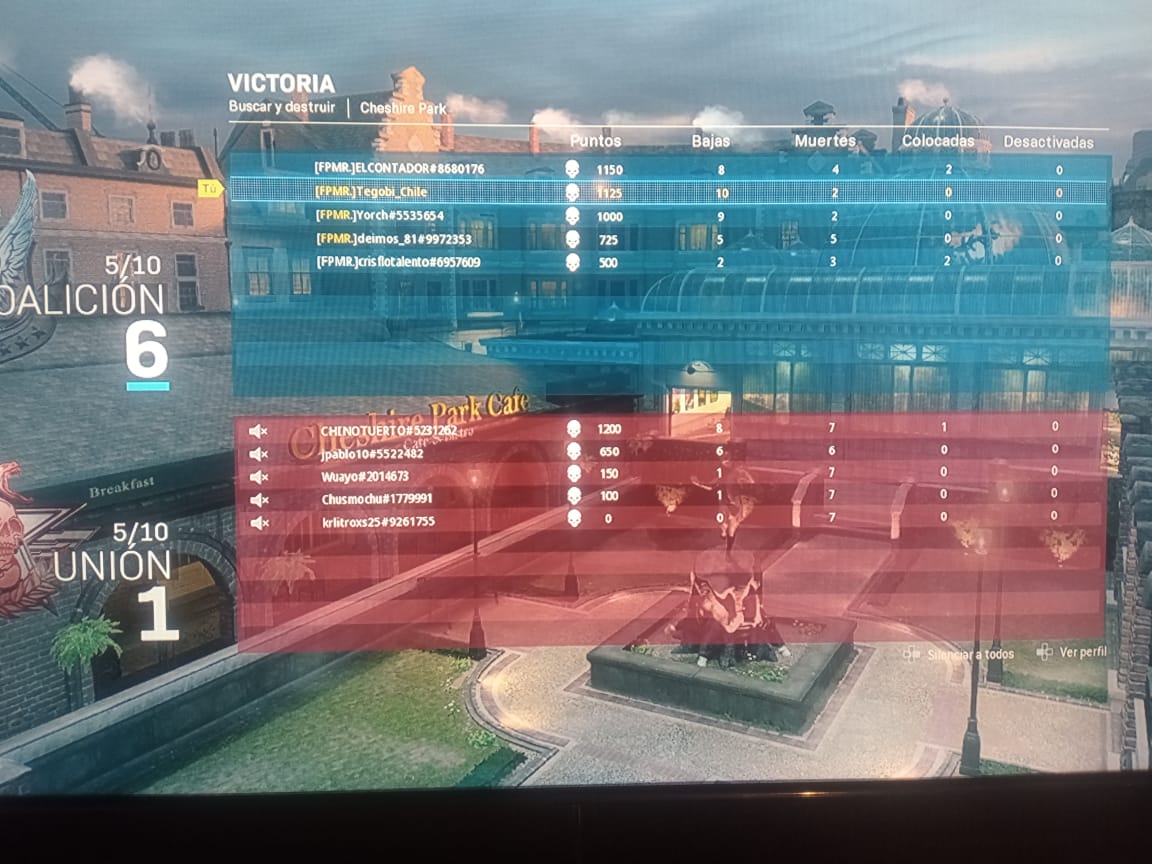 VICTORIA
Buscar y destruir | Cheshire Park
Puntos Bajas Muertes Colocadas Desactivadas
[FPMR.]ELCONTADOR#8680176 1150 8 4 2 0
Tú [FPMR.]Tegobi_Chile 1125 10 2 0 0
[FPMR.]Yorch#5535654 1000 9 2 0 0
[FPMR.]deimos_81#9972353 725 5 5 0 0
[FPMR.]crisflotalento#6957609 500 2 3 2 0
5/10
OALICIÓN
6
Cheshire Park Cafe
CHINOTUERTO#5231262 1200 8 7 1 0
jpablo10#5522482 650 6 6 0 0
Wuayo#2014673 150 1 7 0 0
Chusmochu#1779991 100 1 7 0 0
krlitroxs25#9261755 0 0 7 0 0
Breakfast
5/10
UNIÓN
1
Silenciar a todos Ver perfil